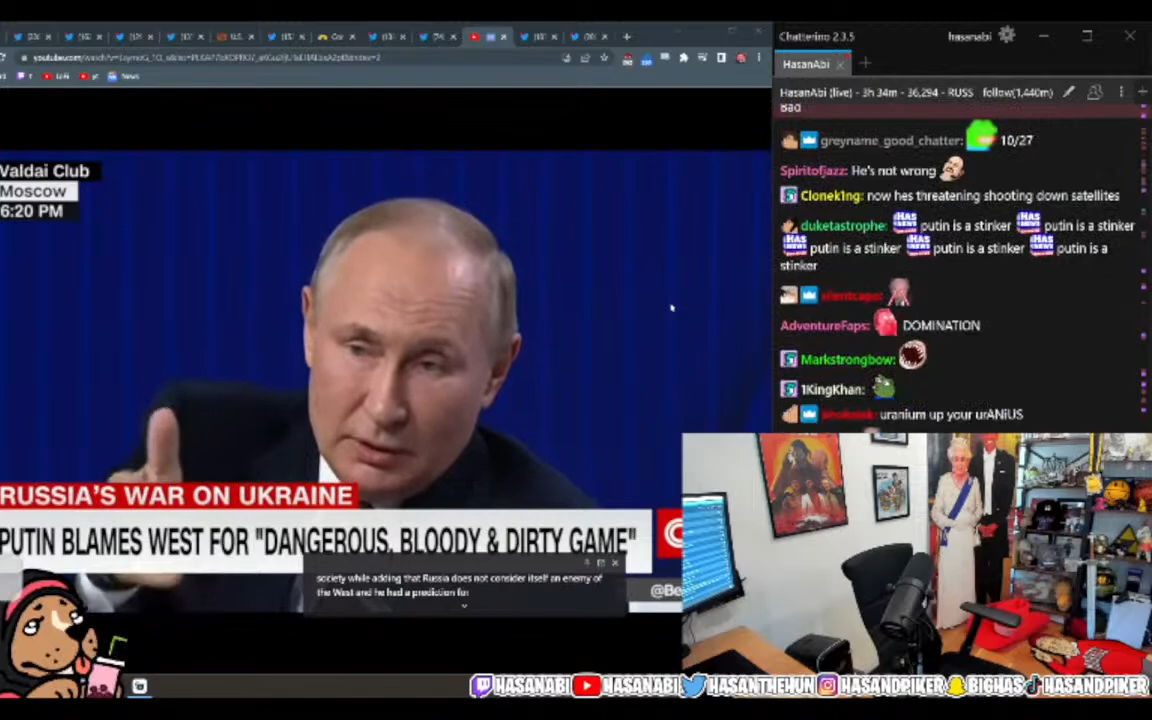 Chatterino 2.3.5
hasanabi
HasanAbi
HasanAbi (live) - 3h 34m - 36,294 - RUSS follow(1,440m)
Bad
greyname_good_chatter: 10/27
Spiritofjazz: He's not wrong
Clonek1ng: now hes threatening shooting down satellites
duketastrophe: putin is a stinker putin is a stinker
putin is a stinker putin is a stinker putin is a
stinker
silentcapo:
AdventureFaps: DOMINATION
Markstrongbow:
1KingKhan:
uranium up your urANiUS
News
Valdai Club
Moscow
6:20 PM
RUSSIA'S WAR ON UKRAINE
PUTIN BLAMES WEST FOR "DANGEROUS, BLOODY & DIRTY GAME"
society while adding that Russia does not consider itself an enemy of
the West and he had a prediction for
HASANABI HASANABI HASANTHEHUN HASANDPIKER BIGHAS HASANDPIKER